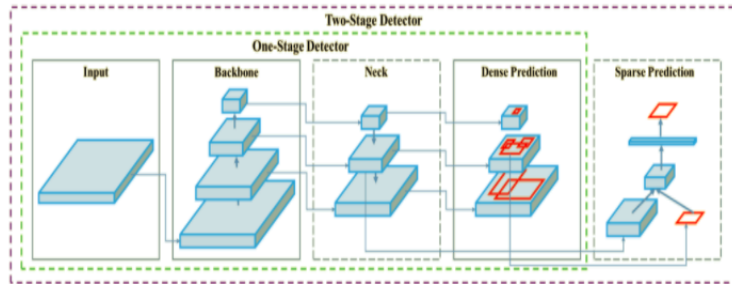 Two-Stage Detector
One-Stage Detector
Input
Backbone
Neck
Dense Prediction
Sparse Prediction